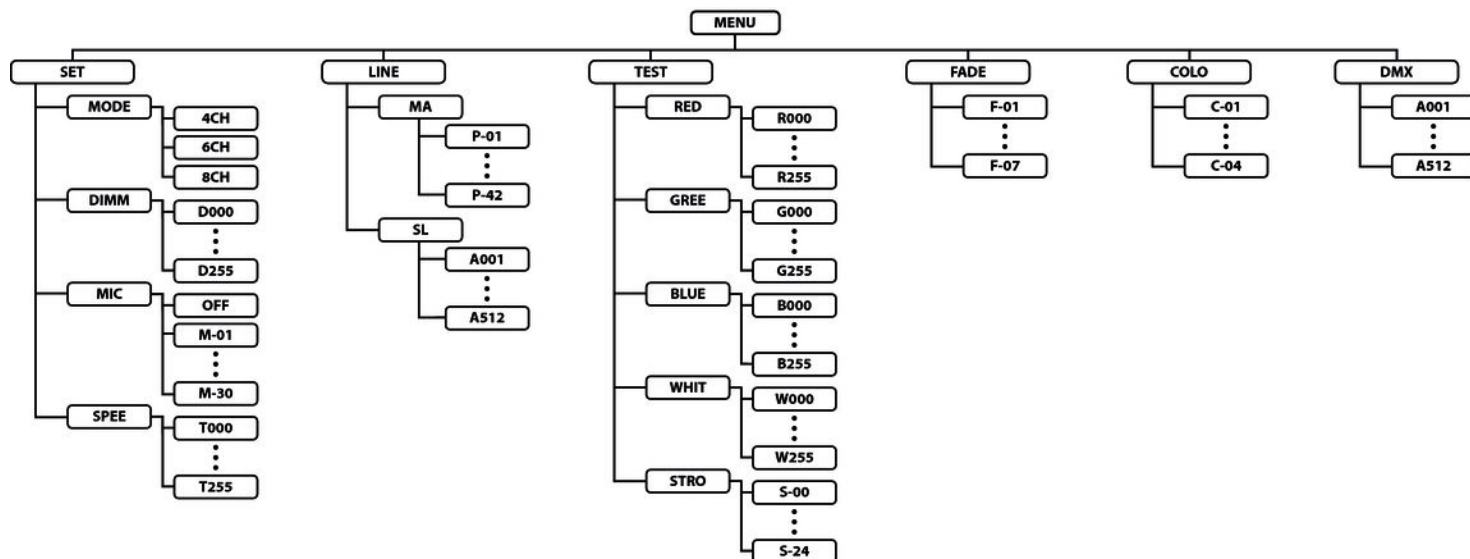 MENU
SET
MODE
4CH
6CH
8CH
DIMM
D000
D255
MIC
OFF
M-01
M-30
SPEE
T000
T255
LINE
MA
P-01
P-42
SL
A001
A512
TEST
RED
R000
R255
GREE
G000
G255
BLUE
B000
B255
WHIT
W000
W255
STRO
S-00
S-24
FADE
F-01
F-07
COLO
C-01
C-04
DMX
A001
A512